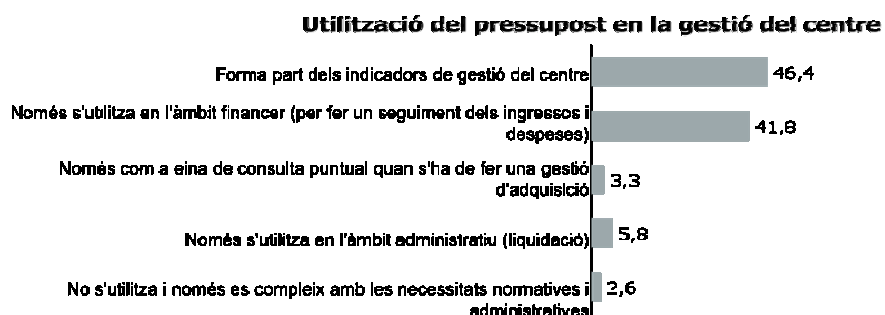 Utilització del pressupost en la gestió del centre
Forma part dels indicadors de gestió del centre
46,4
Només s'utilitza en l'àmbit financer (per fer un seguiment dels ingressos i
despeses)
41,8
Només com a eina de consulta puntual quan s'ha de fer una gestió
d'adquisició
3,3
Només s'utilitza en l'àmbit administratiu (liquidació)
5,8
No s'utilitza i només es compleix amb les necessitats normatives i
administratives
2,6